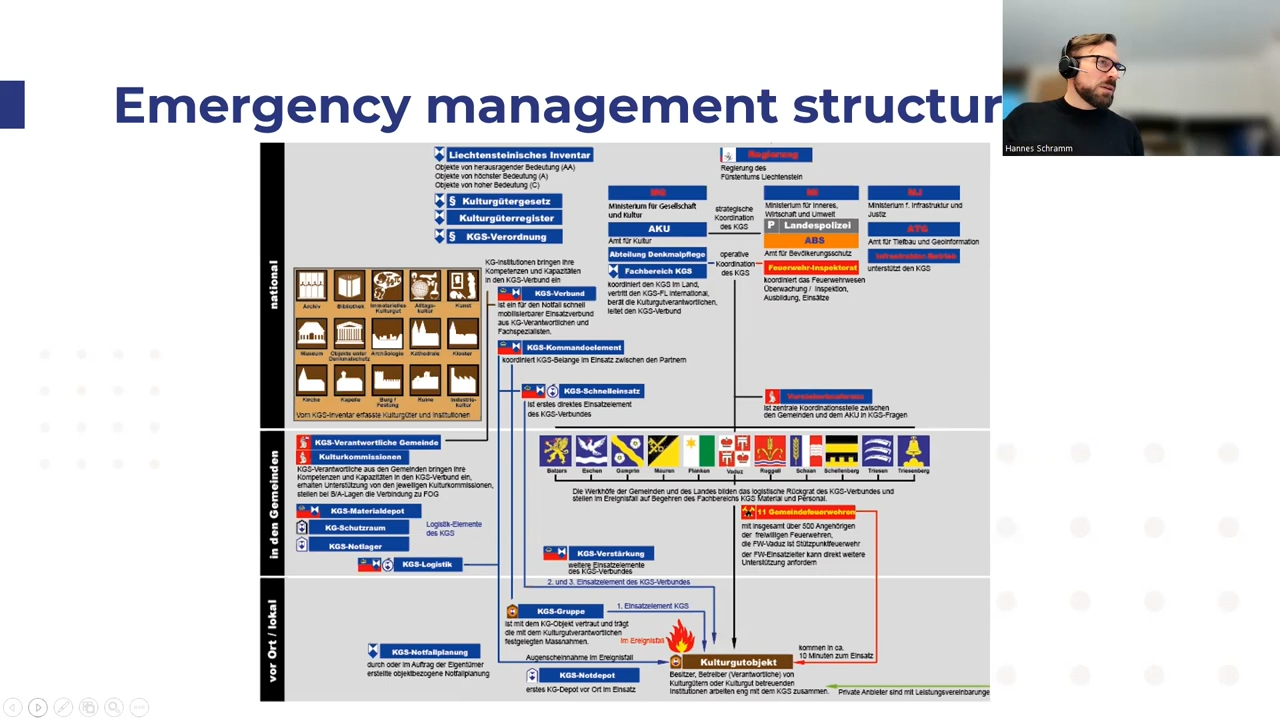 Emergency management structur
Hannes Schramm
national
in den Gemeinden
vor Ort / lokal
Liechtensteinisches Inventar
Objekte von herausragender Bedeutung (AA)
Objekte von höchster Bedeutung (A)
Objekte von hoher Bedeutung (C)
§ Kulturgütergesetz
Kulturgüterregister
§ KGS-Verordnung
Regierung
Regierung des
Fürstentums Liechtenstein
MG
Ministerium für Gesellschaft
und Kultur
AKU
Amt für Kultur
Abteilung Denkmalpflege
Fachbereich KGS
koordiniert den KGS im Land,
vertritt den KGS-FL international,
berät die Kulturgutverantwortlichen,
leitet den KGS-Verbund
strategische
Koordination
des KGS
operative
Koordination
des KGS
MI
Ministerium für Inneres,
Wirtschaft und Umwelt
P Landespolizei
ABS
Amt für Bevölkerungsschutz
Feuerwehr-Inspektorat
koordiniert das Feuerwehrwesen
Überwachung / Inspektion,
Ausbildung, Einsätze
MJ
Ministerium f. Infrastruktur und
Justiz
ATG
Amt für Tiefbau und Geoinformation
unterstützt den KGS
KG-Institutionen bringen ihre
Kompetenzen und Kapazitäten
in den KGS-Verbund ein
KGS-Verbund
ist ein für den Notfall schnell
mobilisierbarer Einsatzverbund
aus KG-Verantwortlichen und
Fachspezialisten.
KGS-Kommandoelement
koordiniert KGS-Belange im Einsatz zwischen den Partnern
KGS-Schnelleinsatz
ist erstes direktes Einsatzelement
des KGS-Verbundes
Archiv
Bibliothek
Immaterielles
Kulturgut
Alltags-
kultur
Kunst
Museum
Objekte unter
Denkmalschutz
Archäologie
Kathedrale
Kloster
Kirche
Kapelle
Burg /
Festung
Ruine
Industrie-
kultur
Vom KGS-Inventar erfasste Kulturgüter und Institutionen
ist zentrale Koordinationsstelle zwischen
den Gemeinden und dem AKU in KGS-Fragen
KGS-Verantwortliche Gemeinde
Kulturkommissionen
KGS-Verantwortliche aus den Gemeinden bringen ihre
Kompetenzen und Kapazitäten in den KGS-Verbund ein,
erhalten Unterstützung von den jeweiligen Kulturkommissionen,
stellen bei B/A-Lagen die Verbindung zu FOG
KGS-Materialdepot
KG-Schutzraum
KGS-Notlager
Logistik-Elemente
des KGS
KGS-Logistik
Balzers
Eschen
Gamprin
Mauren
Planken
Vaduz
Ruggell
Schaan
Schellenberg
Triesen
Triesenberg
Die Werkhöfe der Gemeinden und des Landes bilden das logistische Rückgrat des KGS-Verbundes und
stellen im Ereignisfall auf Begehren des Fachbereichs KGS Material und Personal.
11 Gemeindefeuerwehren
mit insgesamt über 500 Angehörigen
der freiwilligen Feuerwehren,
die FW-Vaduz ist Stützpunktfeuerwehr
der FW-Einsatzleiter kann direkt weitere
Unterstützung anfordern
KGS-Verstärkung
weitere Einsatzelemente
des KGS-Verbundes
2. und 3. Einsatzelement des KGS-Verbundes
KGS-Gruppe
1. Einsatzelement KGS
ist mit dem KG-Objekt vertraut und trägt
die mit dem Kulturgutverantwortlichen
festgelegten Massnahmen.
im Ereignisfall
Augenscheinnahme im Ereignisfall
KGS-Notfallplanung
durch oder im Auftrag der Eigentümer
erstellte objektbezogene Notfallplanung
KGS-Notdepot
erstes KG-Depot vor Ort im Einsatz
Kulturgutobjekt
Besitzer, Betreiber (Verantwortliche) von
Kulturgütern oder Kulturgut betreuenden
Institutionen arbeiten eng mit dem KGS zusammen.
kommen in ca.
10 Minuten zum Einsatz
Private Anbieter sind mit Leistungsvereinbarunge